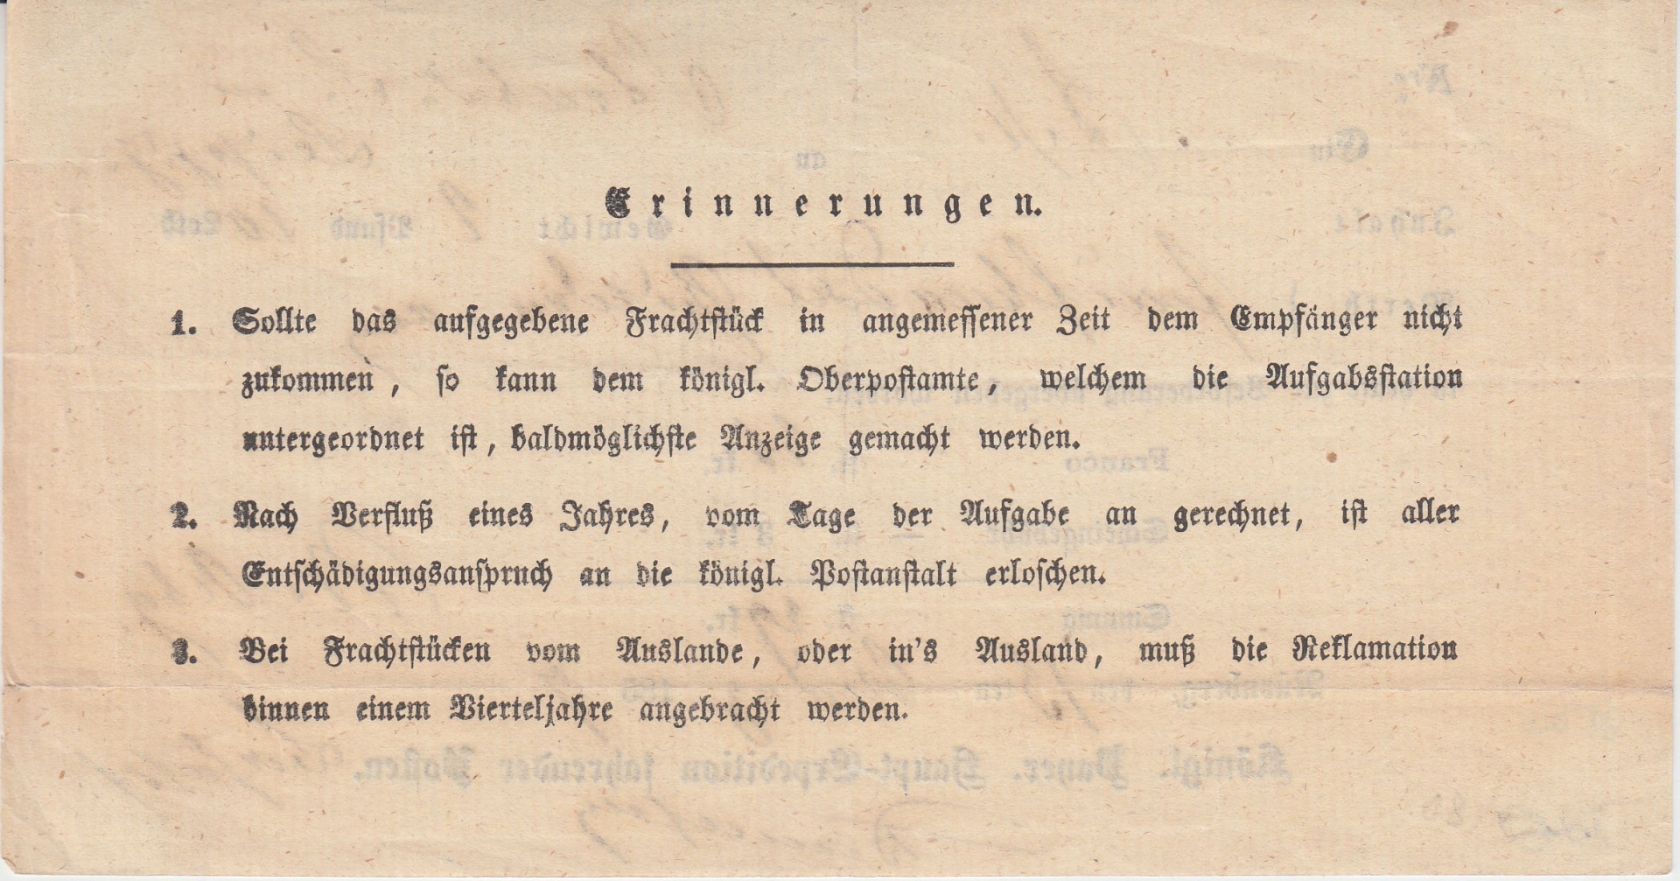 Erinnerungen.
1. Sollte das aufgegebene Frachtstück in angemessener Zeit dem Empfänger nicht
zukommen, so kann dem königl. Oberpostamte, welchem die Aufgabsstation
untergeordnet ist, baldmöglichste Anzeige gemacht werden.
2. Nach Verfluß eines Jahres, vom Tage der Aufgabe an gerechnet, ist aller
Entschädigungsanspruch an die königl. Postanstalt erloschen.
3. Bei Frachtstücken vom Auslande, oder in's Ausland, muß die Reklamation
binnen einem Vierteljahre angebracht werden.